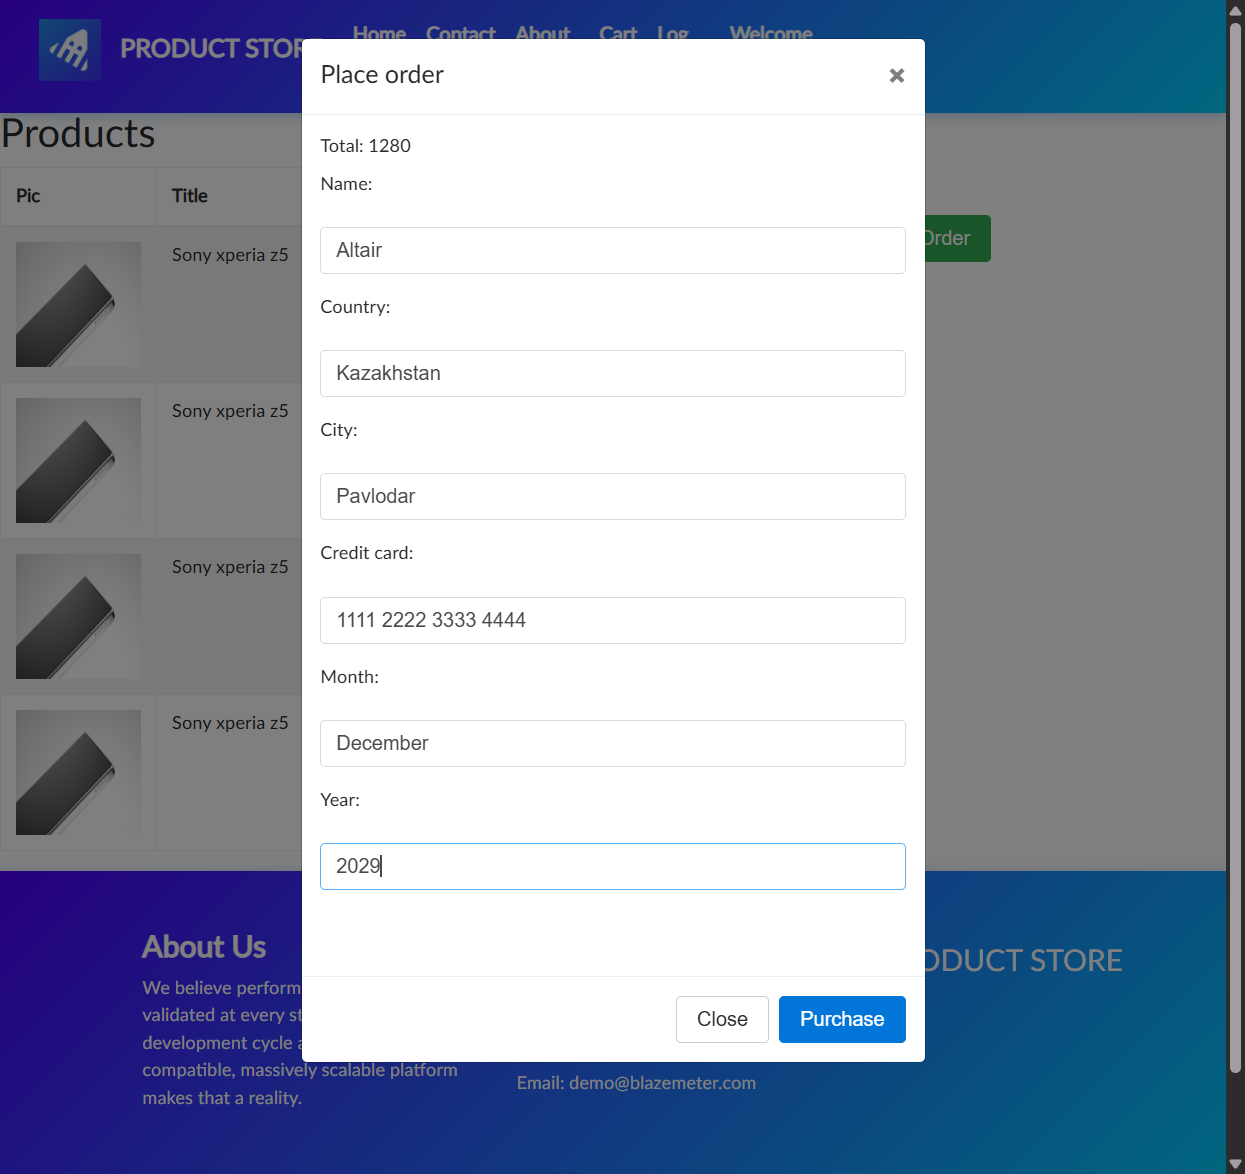 PRODUCT STOR
Home Contact About Cart Log Welcome
Place order
×
Products
Total: 1280
Name:
Pic Title
Order
Altair
Sony xperia z5
Country:
Kazakhstan
Sony xperia z5
City:
Pavlodar
Credit card:
Sony xperia z5
1111 2222 3333 4444
Month:
Sony xperia z5
December
Year:
2029
About Us
ODUCT STORE
We believe perform
validated at every st
development cycle a
compatible, massively scalable platform
makes that a reality.
Close Purchase
Email: demo@blazemeter.com